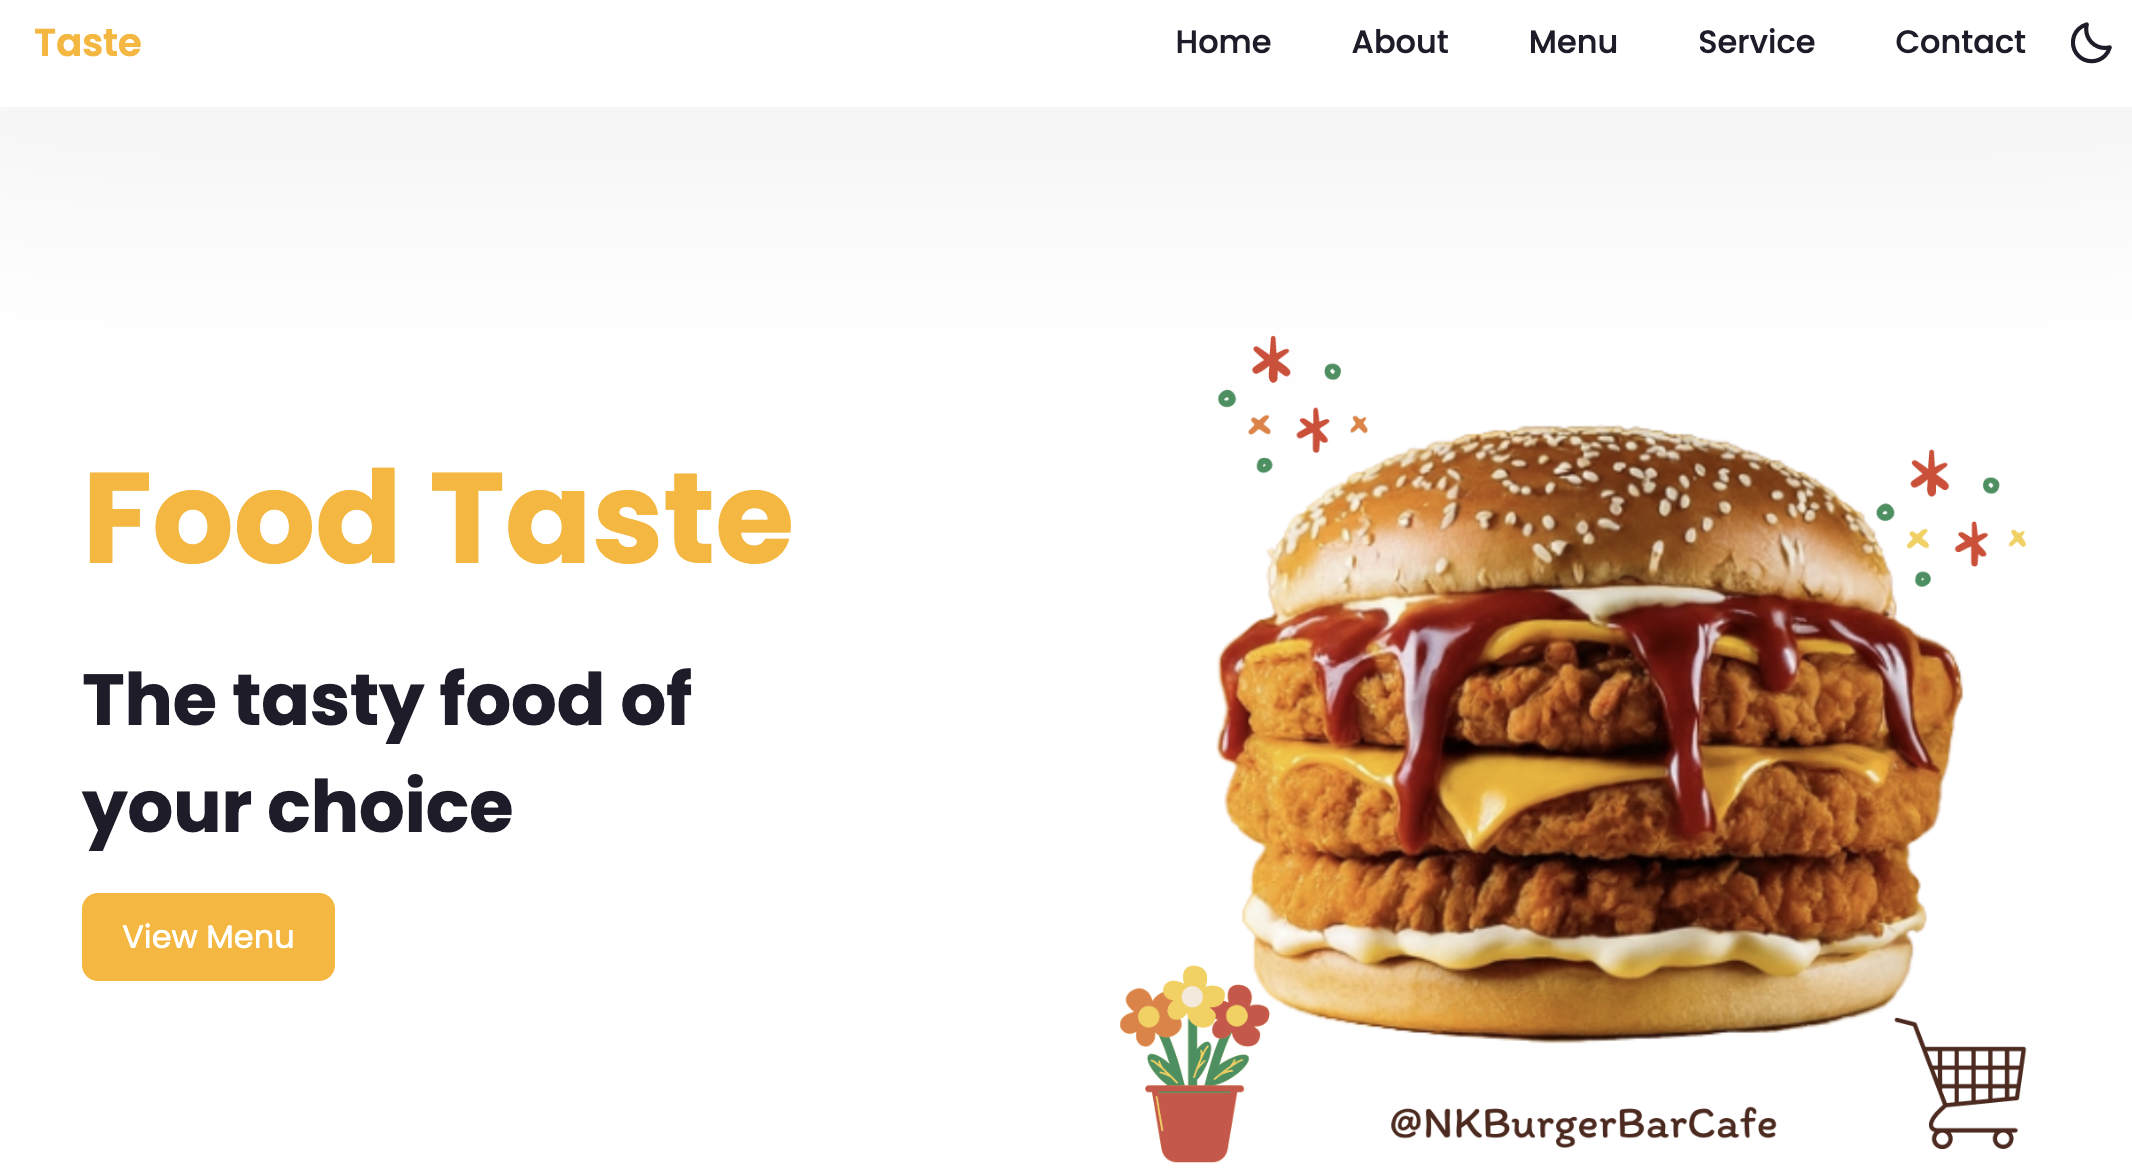 Taste
Home About Menu Service Contact
Food Taste
The tasty food of
your choice
View Menu
@NKBurgerBarCafe